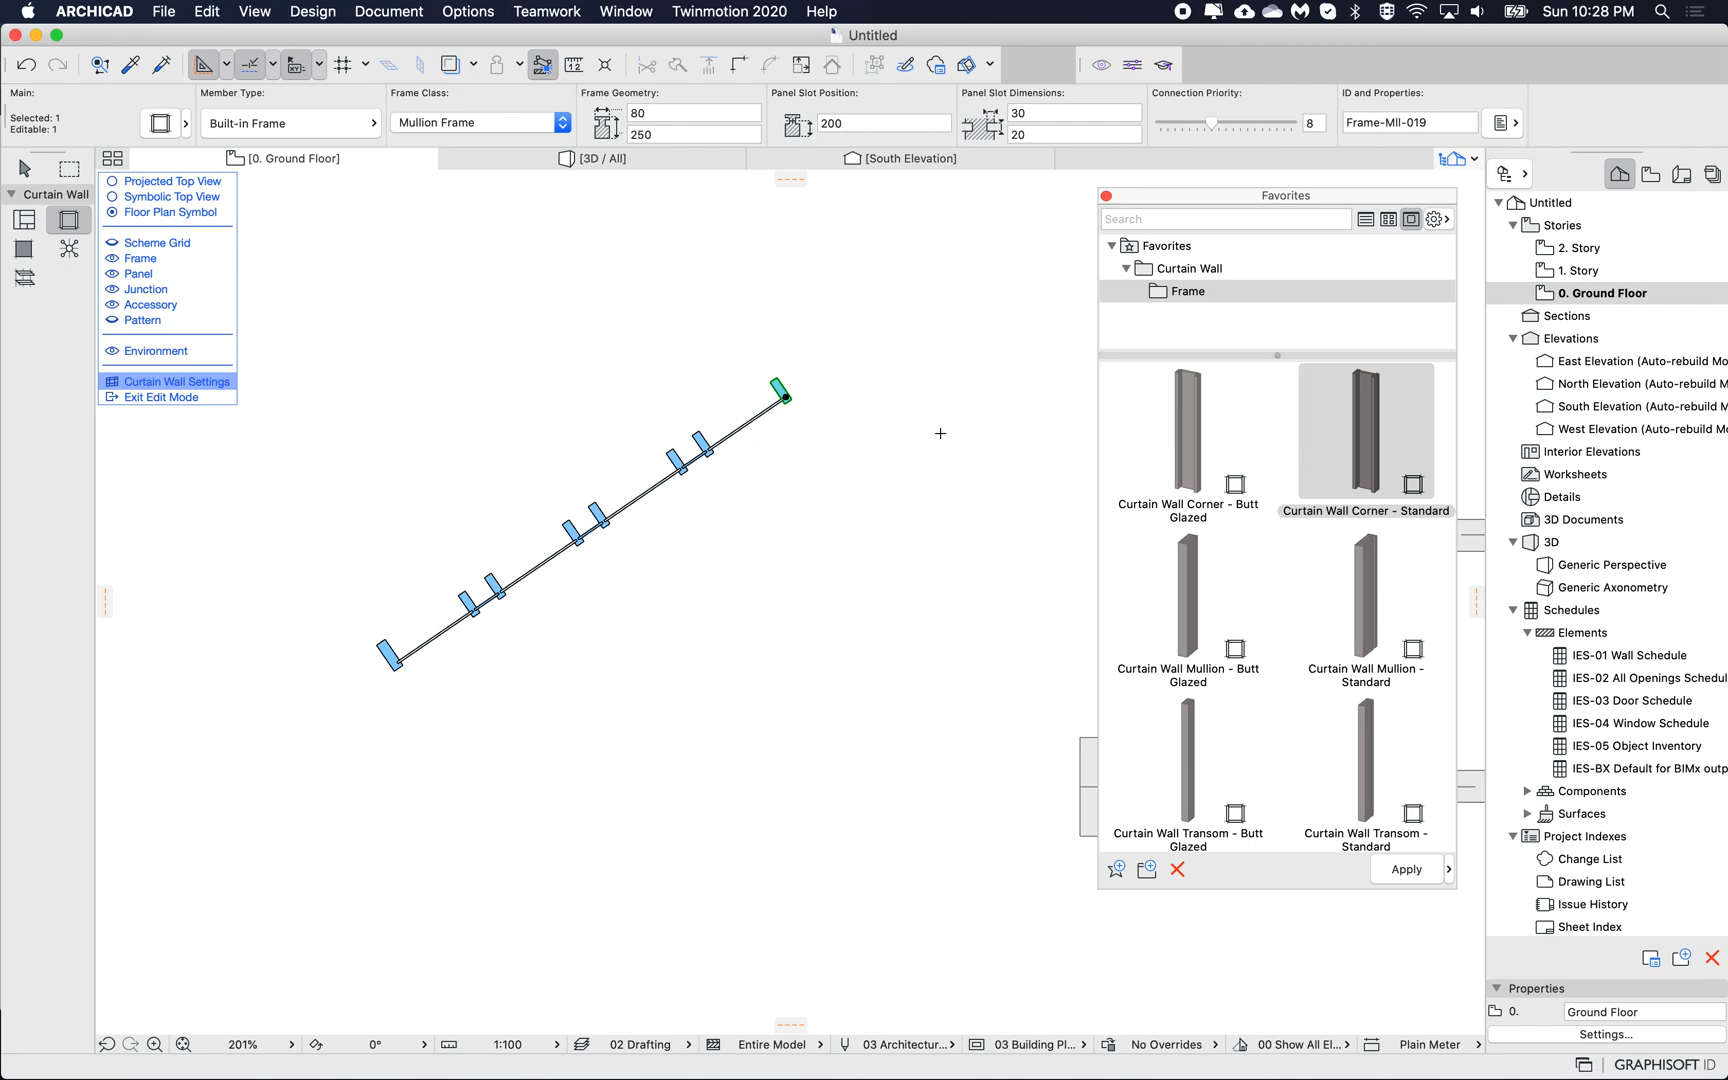 ARCHICAD File Edit View Design Document Options Teamwork Window Twinmotion 2020 Help Sun 10:28 PM
Untitled
Main:
Selected: 1
Editable: 1
Member Type:
Built-in Frame
Frame Class:
Mullion Frame
Frame Geometry:
80
250
Panel Slot Position:
200
Panel Slot Dimensions:
30
20
Connection Priority:
8
ID and Properties:
Frame-Mll-019
[0. Ground Floor]
[3D / All]
[South Elevation]
Curtain Wall
Projected Top View
Symbolic Top View
Floor Plan Symbol
Scheme Grid
Frame
Panel
Junction
Accessory
Pattern
Environment
Curtain Wall Settings
Exit Edit Mode
Favorites
Search
Favorites
Curtain Wall
Frame
Curtain Wall Corner - Butt
Glazed
Curtain Wall Corner - Standard
Curtain Wall Mullion - Butt
Glazed
Curtain Wall Mullion -
Standard
Curtain Wall Transom - Butt
Glazed
Curtain Wall Transom -
Standard
Apply
Untitled
Stories
2. Story
1. Story
0. Ground Floor
Sections
Elevations
East Elevation (Auto-rebuild M
North Elevation (Auto-rebuild M
South Elevation (Auto-rebuild M
West Elevation (Auto-rebuild M
Interior Elevations
Worksheets
Details
3D Documents
3D
Generic Perspective
Generic Axonometry
Schedules
Elements
IES-01 Wall Schedule
IES-02 All Openings Schedul
IES-03 Door Schedule
IES-04 Window Schedule
IES-05 Object Inventory
IES-BX Default for BIMx outp
Components
Surfaces
Project Indexes
Change List
Drawing List
Issue History
Sheet Index
Properties
0. Ground Floor
Settings...
201% 0° 1:100 02 Drafting Entire Model 03 Architectur... 03 Building Pl... No Overrides 00 Show All El... Plain Meter
GRAPHISOFT ID